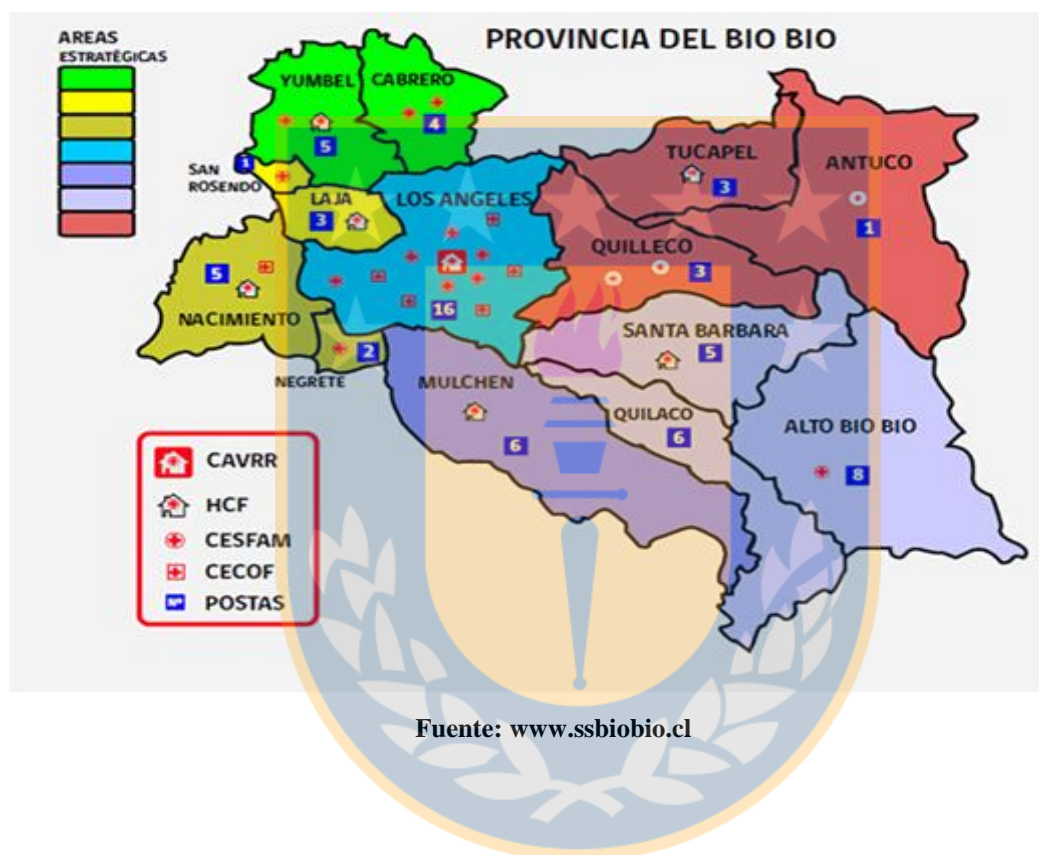 PROVINCIA DEL BIO BIO
AREAS
ESTRATÉGICAS
YUMBEL
CABRERO
4
5
1
SAN
ROSENDO
LAJA
3
LOS ANGELES
16
TUCAPEL
3
ANTUCO
1
QUILLECO
3
5
NACIMIENTO
2
NEGRETE
SANTA BARBARA
5
MULCHEN
6
QUILACO
6
ALTO BIO BIO
8
CAVRR
HCF
CESFAM
CECOF
Nº POSTAS
Fuente: www.ssbiobio.cl